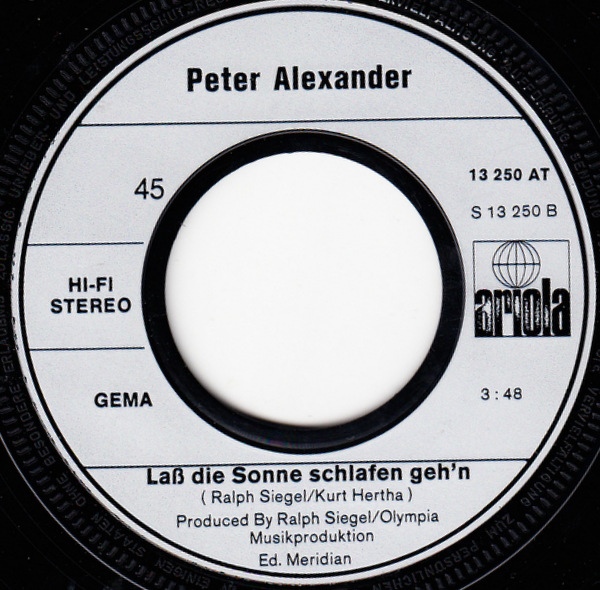 Peter Alexander
45
13 250 AT
S 13 250 B
HI-FI
STEREO
ariola
GEMA
3:48
Laß die Sonne schlafen geh'n
( Ralph Siegel/Kurt Hertha )
Produced By Ralph Siegel/Olympia
Musikproduktion
Ed. Meridian